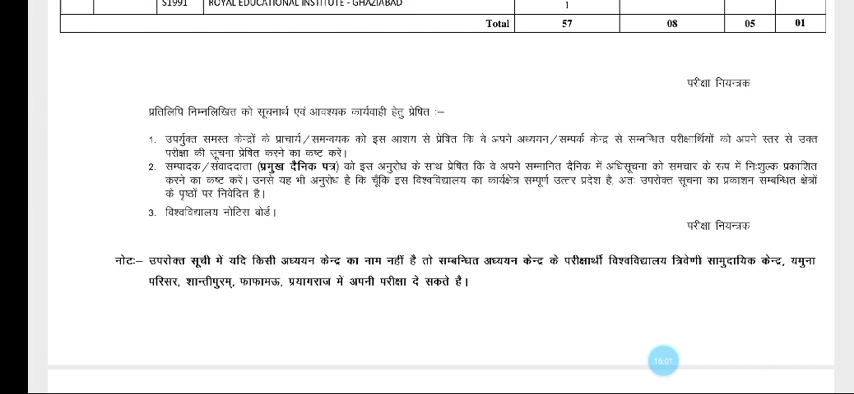 S1991 ROYAL EDUCATIONAL INSTITUTE - GHAZIABAD 1
Total 57 08 05 01
परीक्षा नियन्त्रक
प्रतिलिपि निम्नलिखित को सूचनार्थ एवं आवश्यक कार्यवाही हेतु प्रेषित :–
1. उपर्युक्त समस्त केन्द्रों के प्राचार्य/समन्वयक को इस आशय से प्रेषित कि वे अपने अध्ययन/सम्पर्क केन्द्र से सम्बन्धित परीक्षार्थियों को अपने स्तर से उक्त
परीक्षा की सूचना प्रेषित करने का कष्ट करें।
2. सम्पादक/संवाददाता (प्रमुख दैनिक पत्र) को इस अनुरोध के साथ प्रेषित कि वे अपने सम्मानित दैनिक में अधिसूचना को समाचार के रूप में निःशुल्क प्रकाशित
करने का कष्ट करें। उनसे यह भी अनुरोध है कि चूँकि इस विश्वविद्यालय का कार्यक्षेत्र सम्पूर्ण उत्तर प्रदेश है, अतः उपरोक्त सूचना का प्रकाशन सम्बन्धित क्षेत्रों
के पृष्ठों पर निवेदित है।
3. विश्वविद्यालय नोटिस बोर्ड।
परीक्षा नियन्त्रक
नोटः– उपरोक्त सूची में यदि किसी अध्ययन केन्द्र का नाम नहीं है तो सम्बन्धित अध्ययन केन्द्र के परीक्षार्थी विश्वविद्यालय त्रिवेणी सामुदायिक केन्द्र, यमुना
परिसर, शान्तीपुरम्, फाफामऊ, प्रयागराज में अपनी परीक्षा दे सकते है।
16:01